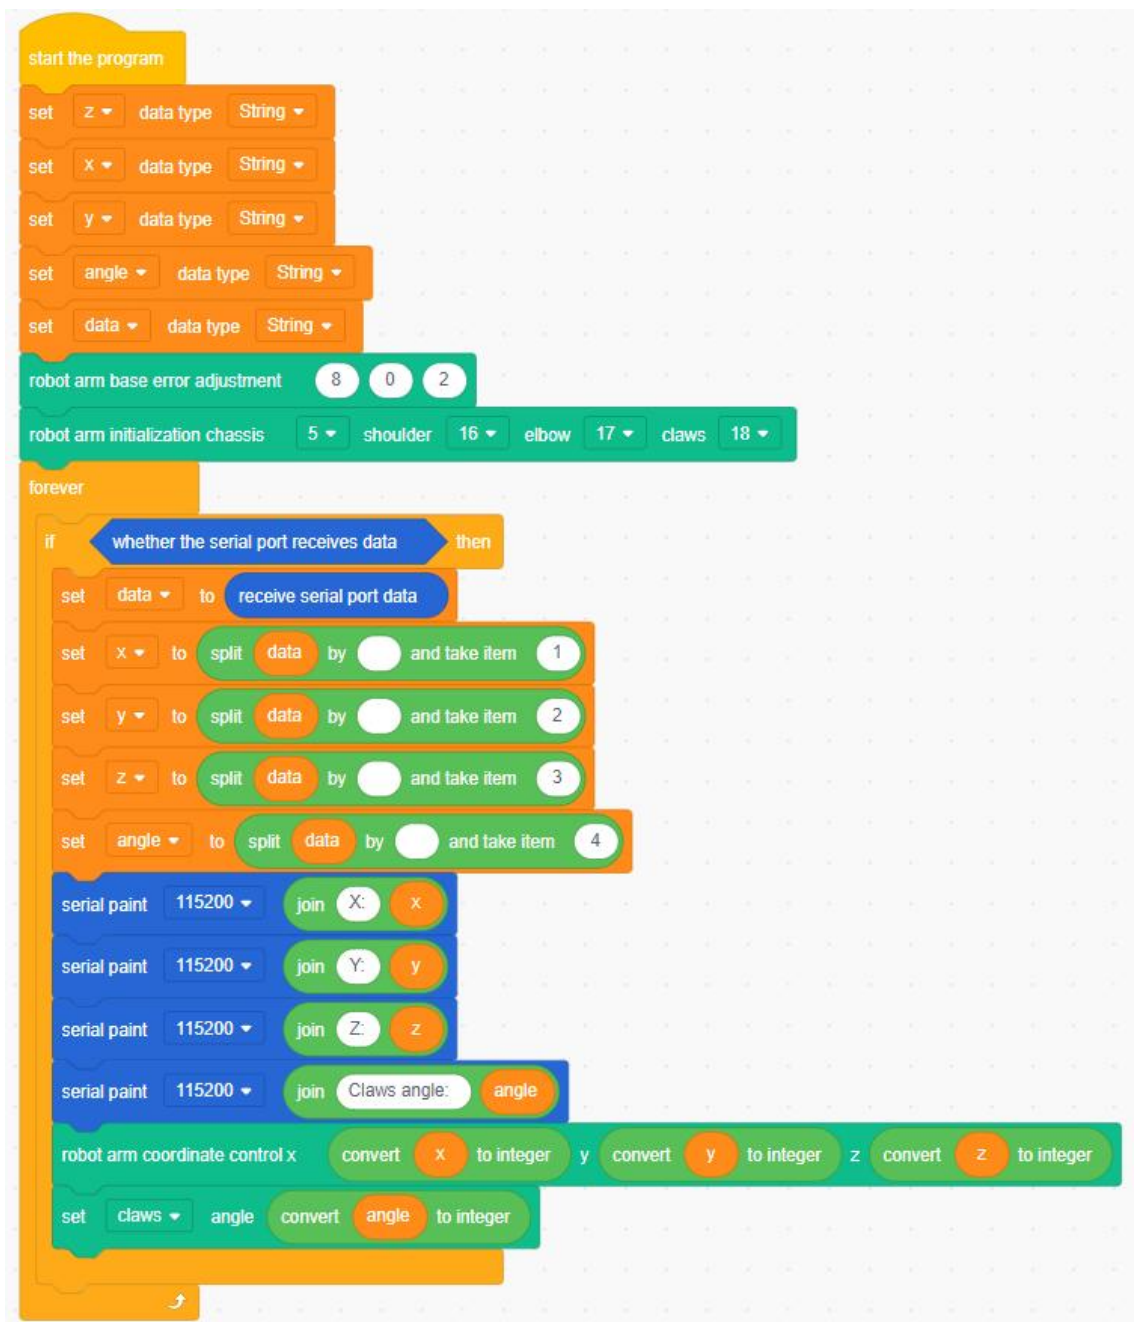 start the program
set z data type String
set x data type String
set y data type String
set angle data type String
set data data type String
robot arm base error adjustment 8 0 2
robot arm initialization chassis 5 shoulder 16 elbow 17 claws 18
forever
if whether the serial port receives data then
set data to receive serial port data
set x to split data by and take item 1
set y to split data by and take item 2
set z to split data by and take item 3
set angle to split data by and take item 4
serial paint 115200 join X: x
serial paint 115200 join Y: y
serial paint 115200 join Z: z
serial paint 115200 join Claws angle: angle
robot arm coordinate control x convert x to integer y convert y to integer z convert z to integer
set claws angle convert angle to integer